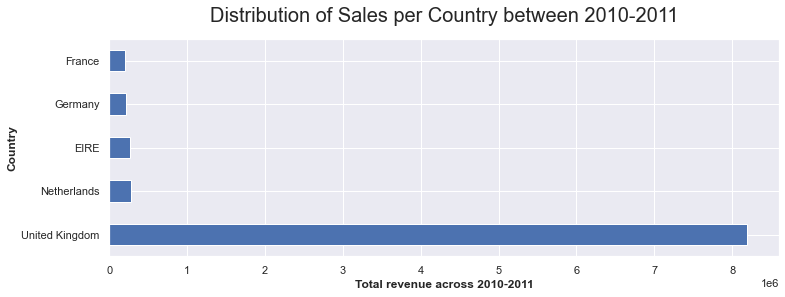 Distribution of Sales per Country between 2010-2011
France
Germany
EIRE
Netherlands
United Kingdom
Country
0 1 2 3 4 5 6 7 8
1e6
Total revenue across 2010-2011